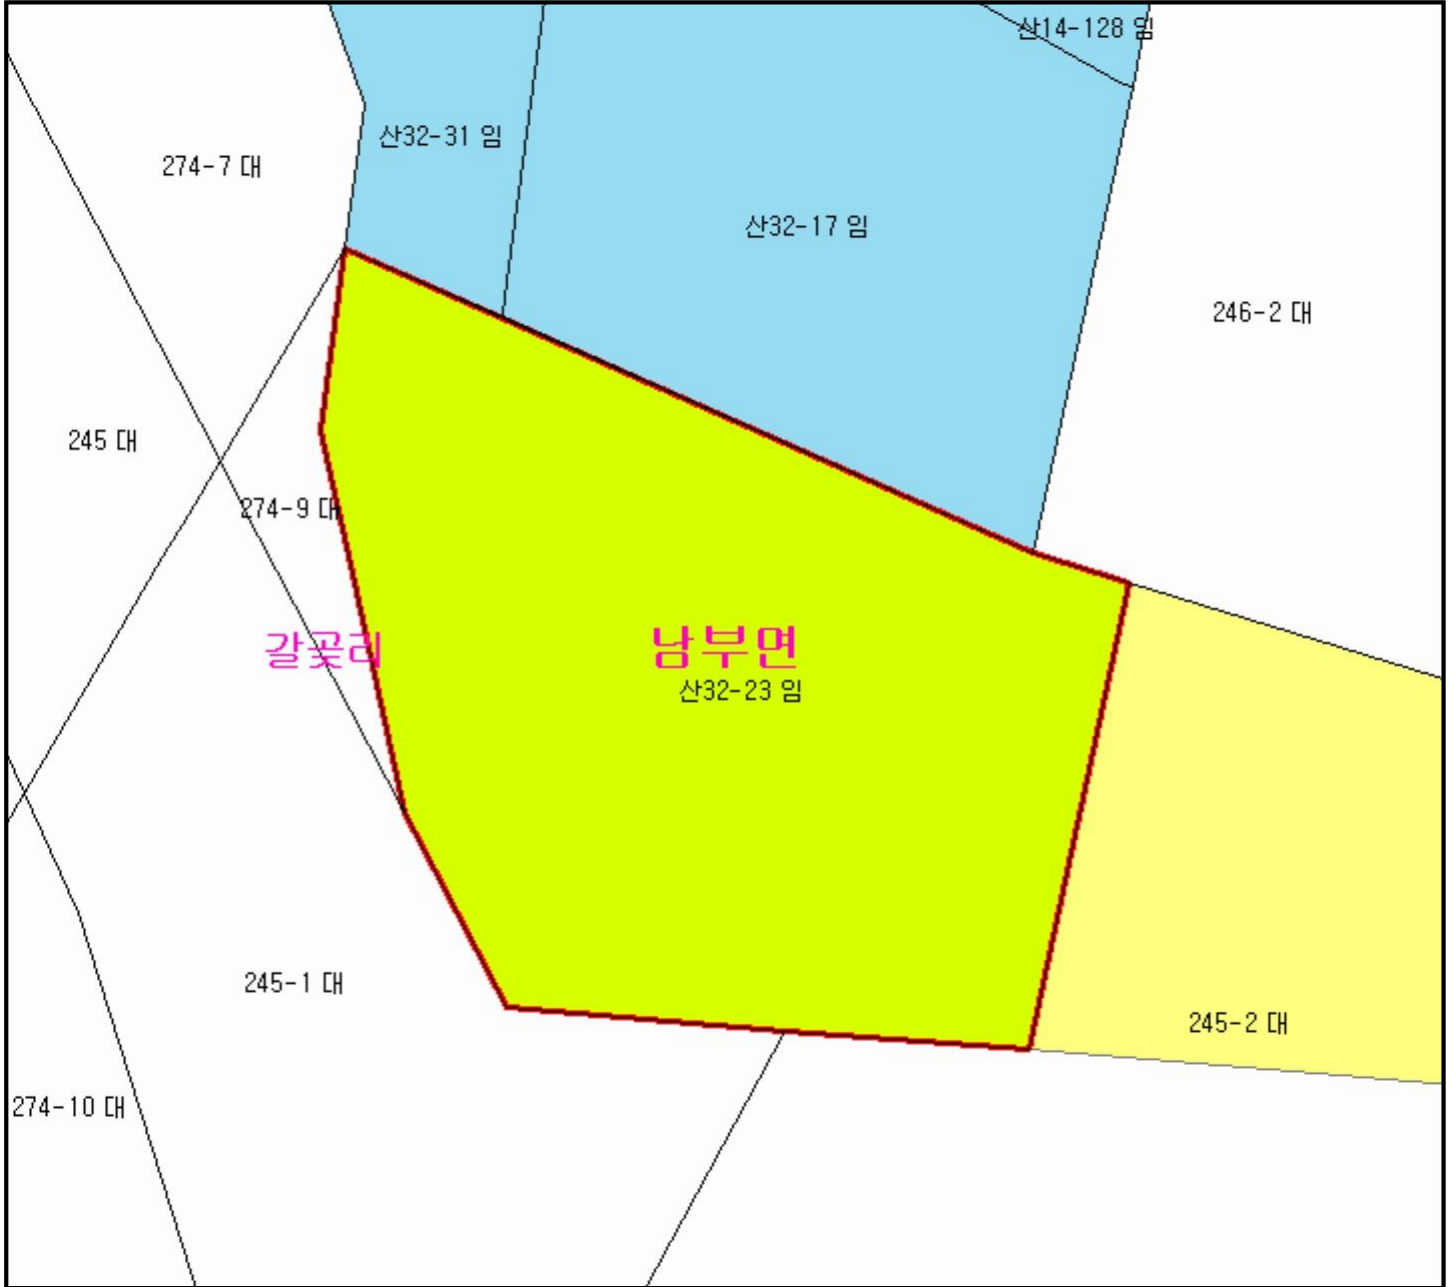 산14-128 임
산32-31 임
274-7 대
산32-17 임
246-2 대
245 대
274-9 대
갈곶리
남부면
산32-23 임
245-1 대
245-2 대
274-10 대